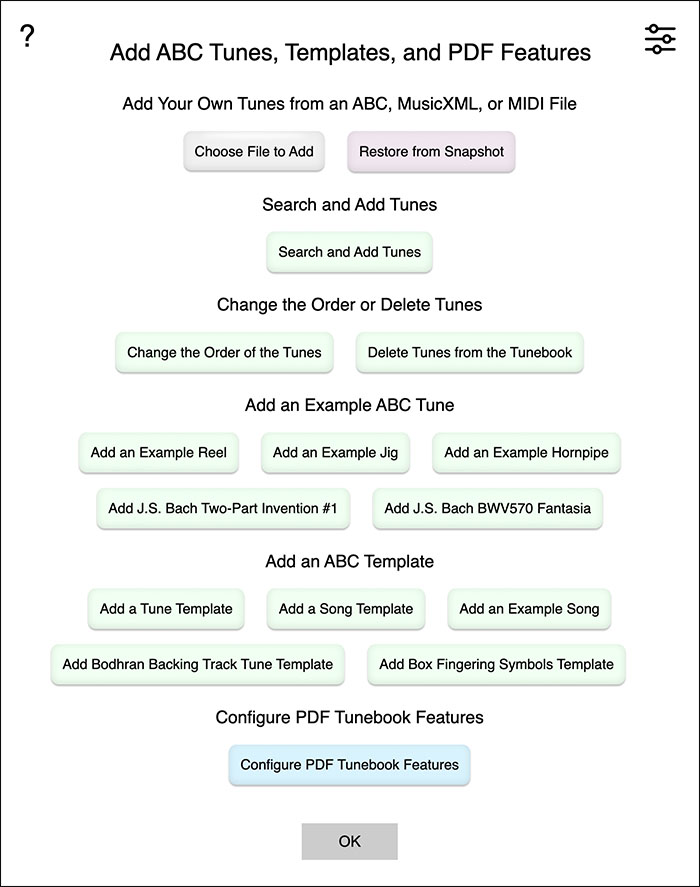 ?
Add ABC Tunes, Templates, and PDF Features
Add Your Own Tunes from an ABC, MusicXML, or MIDI File
Choose File to Add Restore from Snapshot
Search and Add Tunes
Search and Add Tunes
Change the Order or Delete Tunes
Change the Order of the Tunes Delete Tunes from the Tunebook
Add an Example ABC Tune
Add an Example Reel Add an Example Jig Add an Example Hornpipe
Add J.S. Bach Two-Part Invention #1 Add J.S. Bach BWV570 Fantasia
Add an ABC Template
Add a Tune Template Add a Song Template Add an Example Song
Add Bodhran Backing Track Tune Template Add Box Fingering Symbols Template
Configure PDF Tunebook Features
Configure PDF Tunebook Features
OK